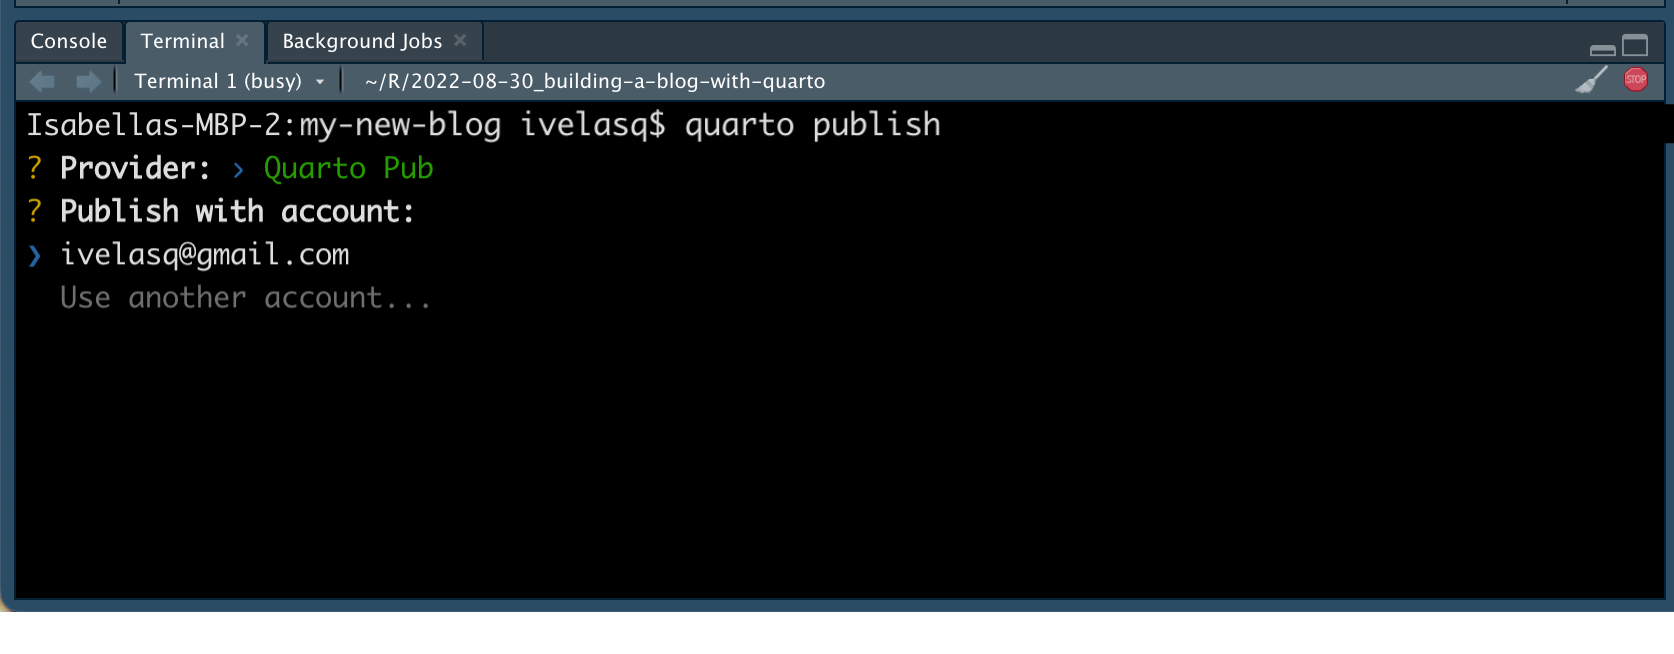 Console Terminal × Background Jobs ×
Terminal 1 (busy) ~/R/2022-08-30_building-a-blog-with-quarto STOP
Isabellas-MBP-2:my-new-blog ivelasq$ quarto publish
? Provider: › Quarto Pub
? Publish with account:
❯ ivelasq@gmail.com
Use another account...